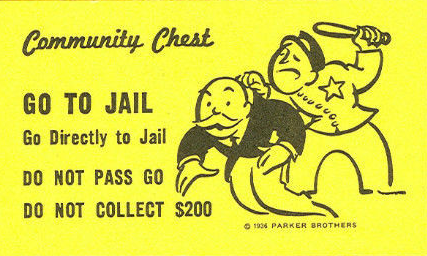 Community Chest
GO TO JAIL
Go Directly to Jail
DO NOT PASS GO
DO NOT COLLECT $200
© 1936 PARKER BROTHERS